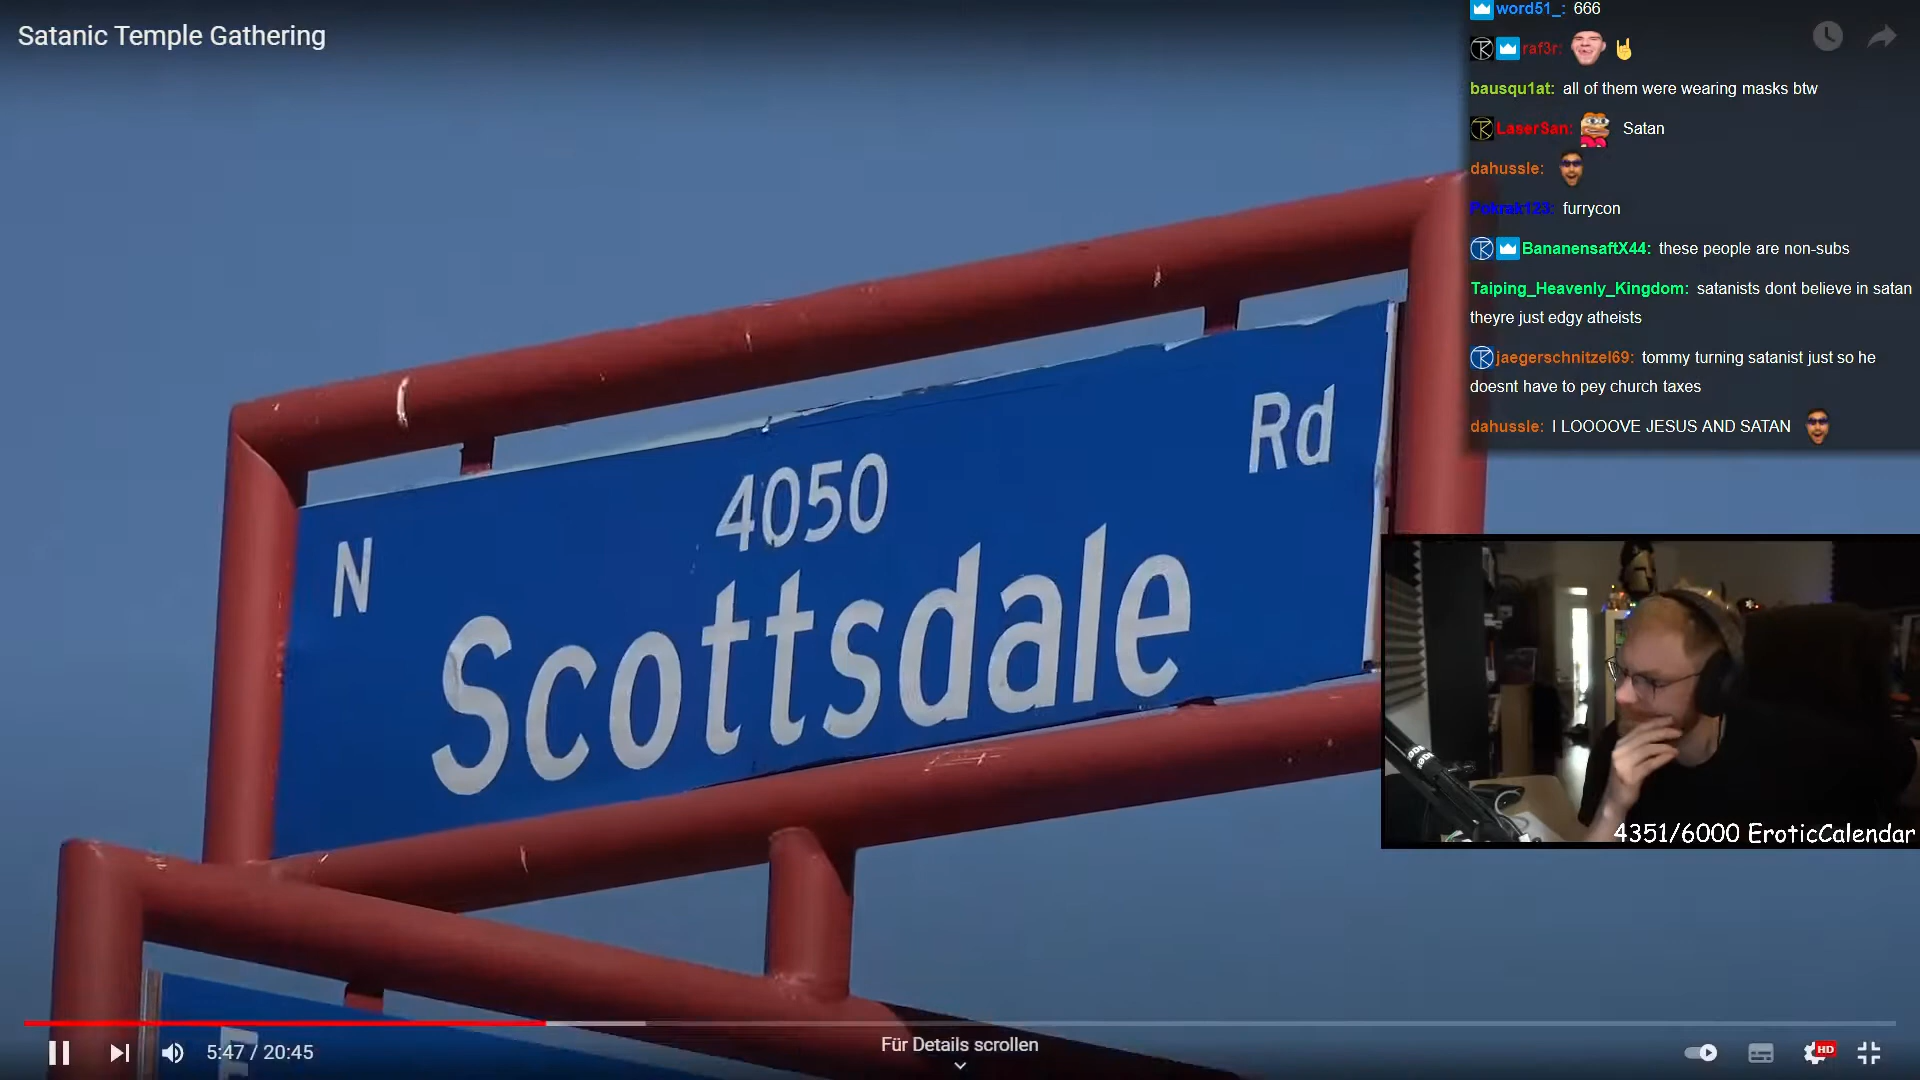 Satanic Temple Gathering
word51_: 666
raf3r:
bausqu1at: all of them were wearing masks btw
LaserSan: Satan
dahussle:
Pokrak123: furrycon
BananensaftX44: these people are non-subs
Taiping_Heavenly_Kingdom: satanists dont believe in satan
theyre just edgy atheists
jaegerschnitzel69: tommy turning satanist just so he
doesnt have to pey church taxes
dahussle: I LOOOOVE JESUS AND SATAN
N 4050 Rd
Scottsdale
4351/6000 EroticCalendar
E
5:47 / 20:45
Für Details scrollen
HD